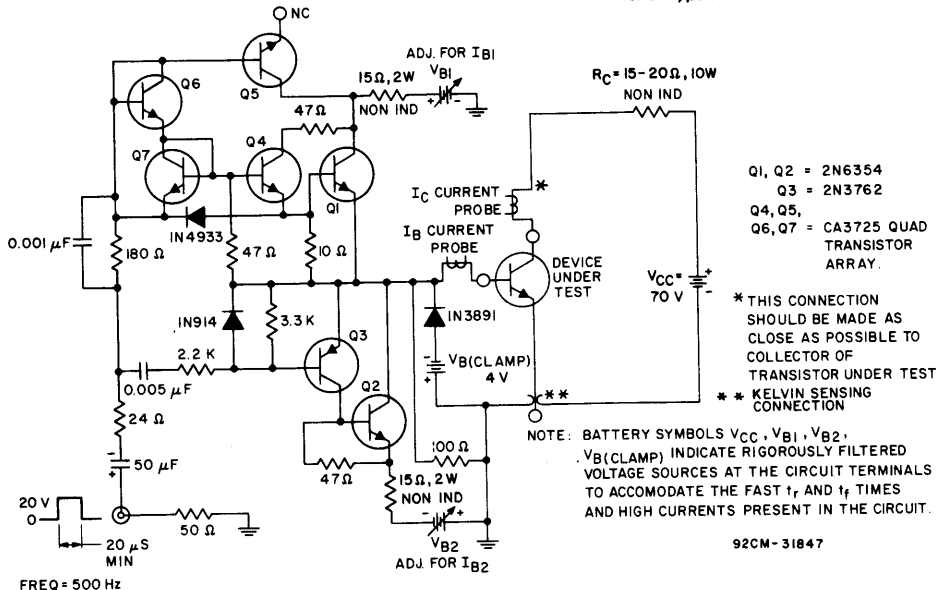 NC
Q6
Q5
ADJ. FOR IB1
VB1
+ -
15Ω, 2W
NON IND
RC = 15-20Ω, 10W
NON IND
47Ω
Q7
Q4
Q1
IC CURRENT
PROBE
*
IB CURRENT
PROBE
Q1, Q2 = 2N6354
Q3 = 2N3762
Q4, Q5,
Q6, Q7 = CA3725 QUAD
TRANSISTOR
ARRAY.
0.001 µF
180 Ω
1N4933
47Ω
10Ω
DEVICE
UNDER
TEST
VCC =
70 V
+
-
* THIS CONNECTION
SHOULD BE MADE AS
CLOSE AS POSSIBLE TO
COLLECTOR OF
TRANSISTOR UNDER TEST
** KELVIN SENSING
CONNECTION
1N914
3.3 K
Q3
1N3891
-
+
VB(CLAMP)
4 V
2.2 K
0.005 µF
Q2
**
24Ω
-
+
50 µF
47Ω
100Ω
15Ω, 2W
NON IND
- +
VB2
ADJ. FOR IB2
20 V
0
20 µS
MIN
50 Ω
FREQ = 500 Hz
NOTE: BATTERY SYMBOLS VCC, VB1, VB2,
VB(CLAMP) INDICATE RIGOROUSLY FILTERED
VOLTAGE SOURCES AT THE CIRCUIT TERMINALS
TO ACCOMODATE THE FAST tr AND tf TIMES
AND HIGH CURRENTS PRESENT IN THE CIRCUIT.
92CM-31847